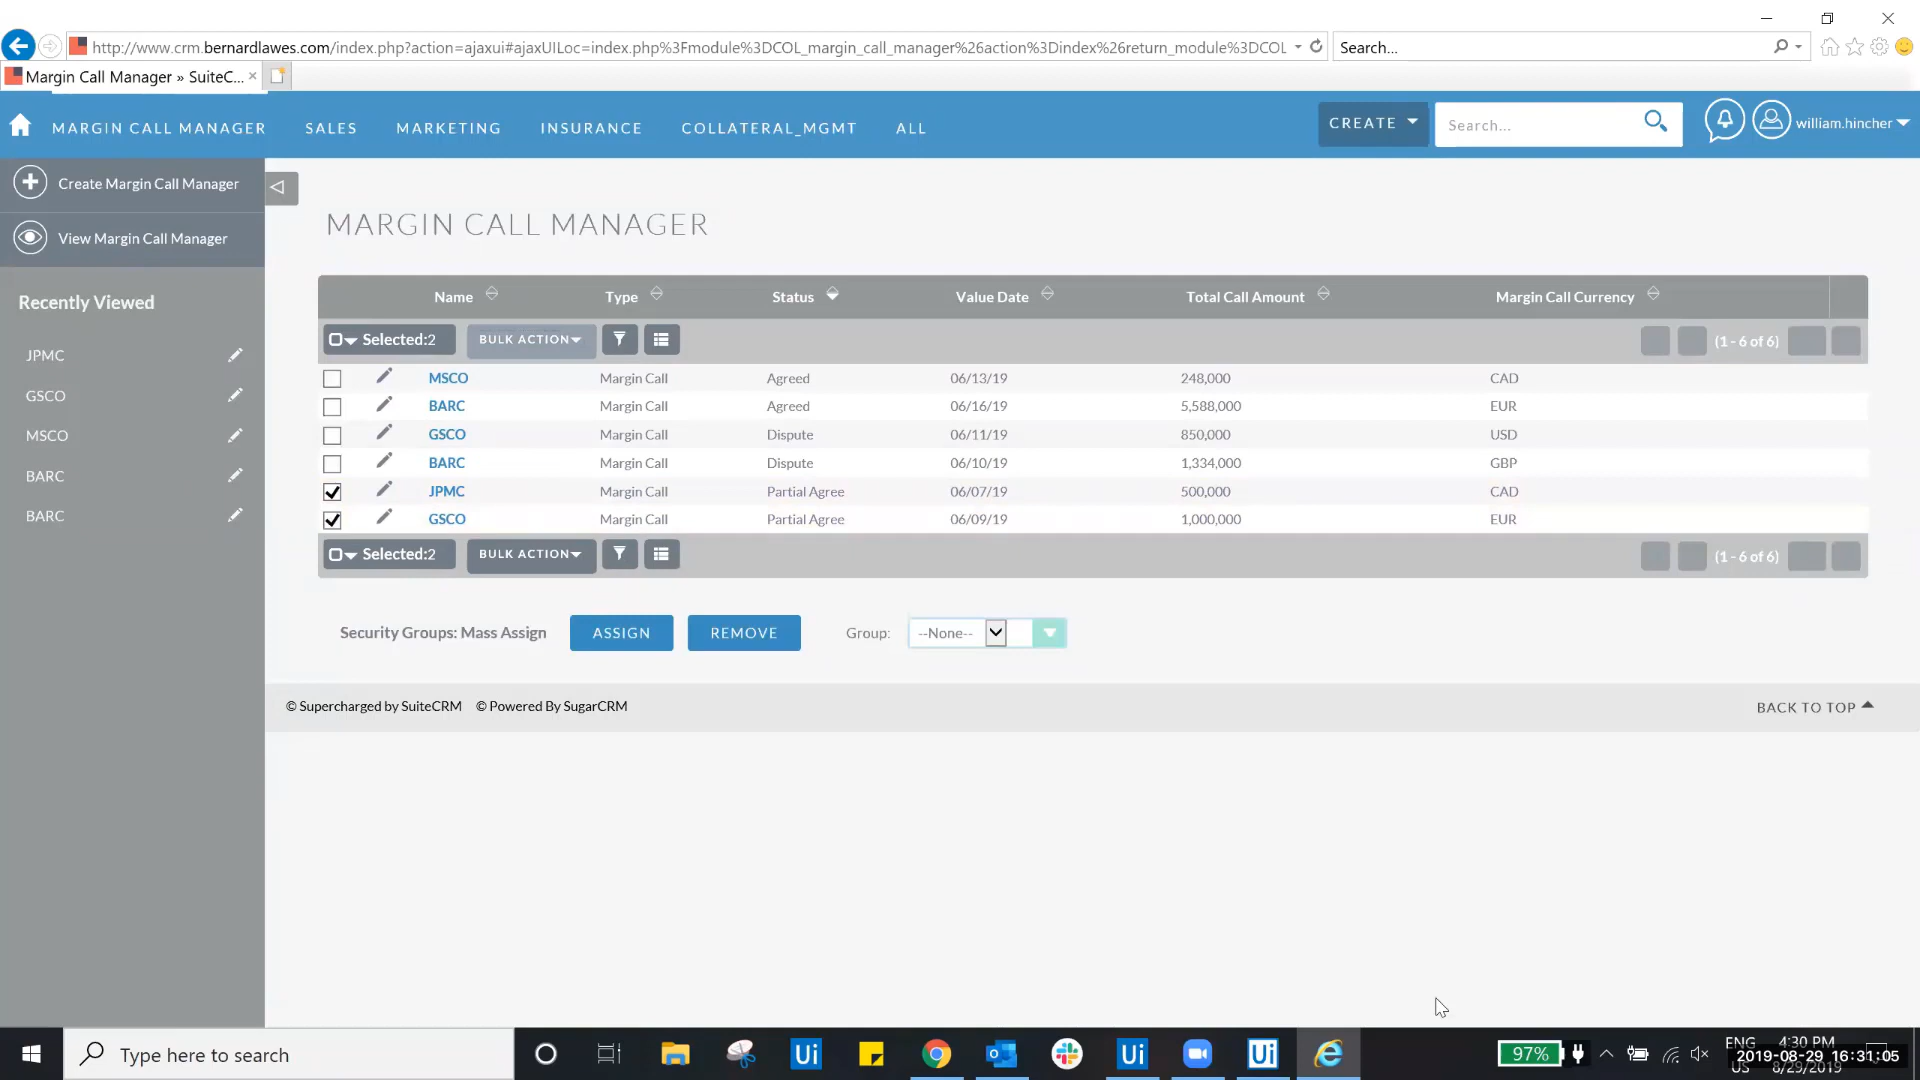 http://www.crm.bernardlawes.com/index.php?action=ajaxui#ajaxUILoc=index.php%3Fmodule%3DCOL_margin_call_manager%26action%3Dindex%26return_module%3DCOL
Search...
Margin Call Manager » SuiteC...
MARGIN CALL MANAGER SALES MARKETING INSURANCE COLLATERAL_MGMT ALL CREATE Search... william.hincher
Create Margin Call Manager
View Margin Call Manager
Recently Viewed
JPMC
GSCO
MSCO
BARC
BARC
MARGIN CALL MANAGER
Name Type Status Value Date Total Call Amount Margin Call Currency
Selected:2 BULK ACTION (1 - 6 of 6)
MSCO Margin Call Agreed 06/13/19 248,000 CAD
BARC Margin Call Agreed 06/16/19 5,588,000 EUR
GSCO Margin Call Dispute 06/11/19 850,000 USD
BARC Margin Call Dispute 06/10/19 1,334,000 GBP
JPMC Margin Call Partial Agree 06/07/19 500,000 CAD
GSCO Margin Call Partial Agree 06/09/19 1,000,000 EUR
Selected:2 BULK ACTION (1 - 6 of 6)
Security Groups: Mass Assign ASSIGN REMOVE Group: --None--
© Supercharged by SuiteCRM © Powered By SugarCRM BACK TO TOP
Type here to search
Ui
Ui
Ui
97%
ENG
US
4:30 PM
2019-08-29 16:31:05
8/29/2019